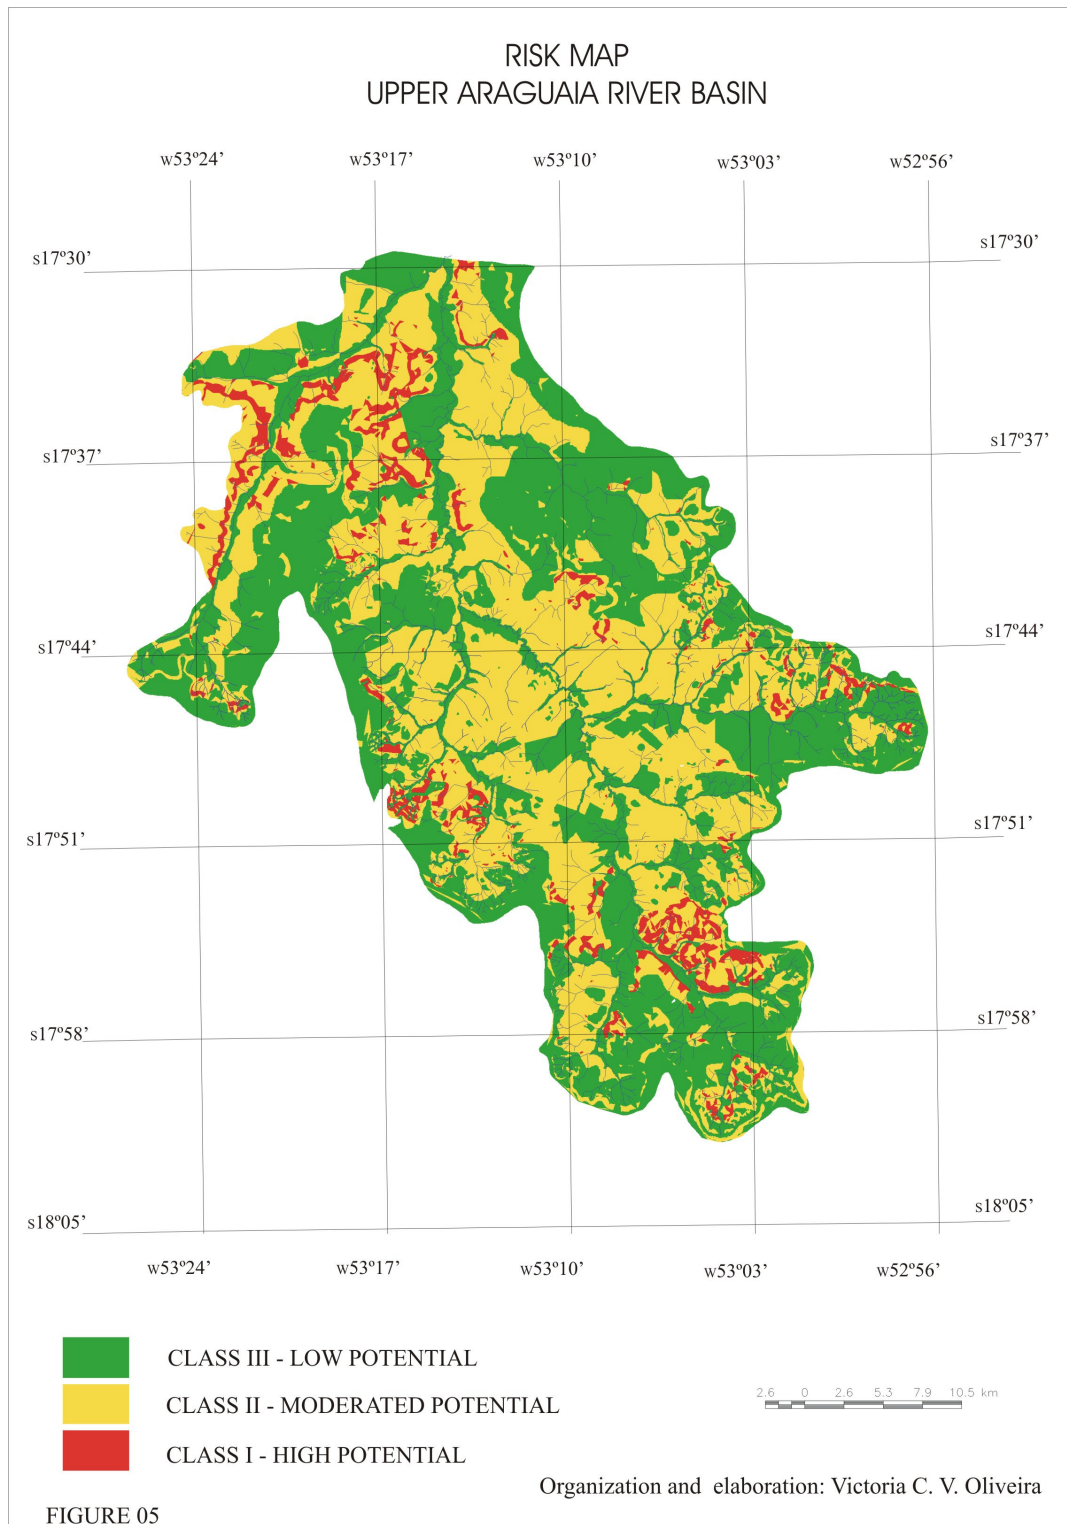 RISK MAP
UPPER ARAGUAIA RIVER BASIN
w53º24’ w53º17’ w53º10’ w53º03’ w52º56’
s17º30’ s17º30’
s17º37’ s17º37’
s17º44’ s17º44’
s17º51’ s17º51’
s17º58’ s17º58’
s18º05’ s18º05’
w53º24’ w53º17’ w53º10’ w53º03’ w52º56’
CLASS III - LOW POTENTIAL
CLASS II - MODERATED POTENTIAL
CLASS I - HIGH POTENTIAL
2.6 0 2.6 5.3 7.9 10.5 km
Organization and elaboration: Victoria C. V. Oliveira
FIGURE 05